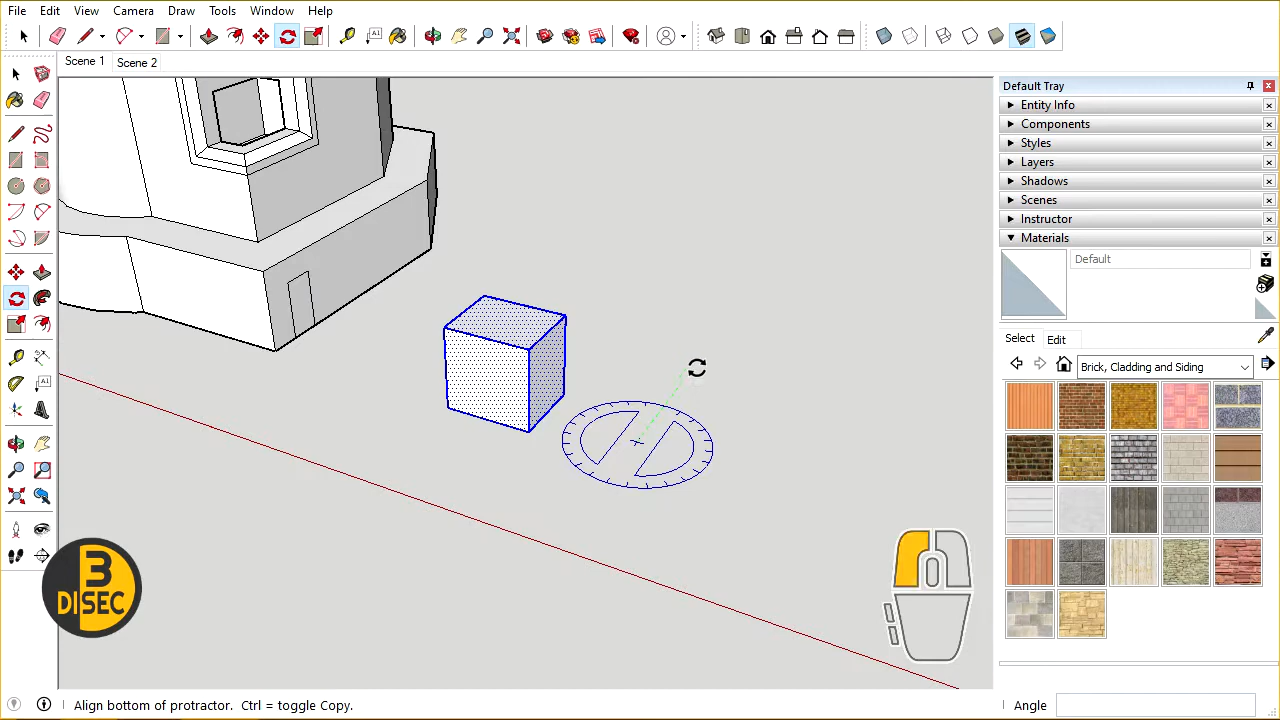 File Edit View Camera Draw Tools Window Help
Scene 1 Scene 2
Default Tray
Entity Info
Components
Styles
Layers
Shadows
Scenes
Instructor
Materials
Default
Select Edit
Brick, Cladding and Siding
3
DISEC
Align bottom of protractor. Ctrl = toggle Copy.
Angle